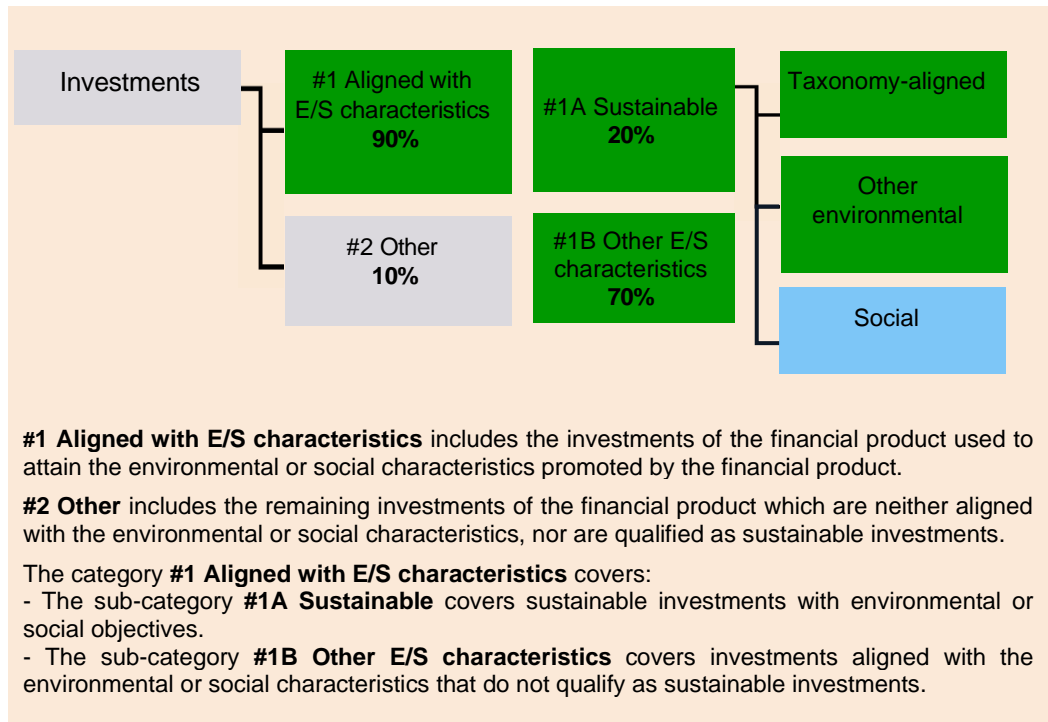 Investments
#1 Aligned with
E/S characteristics
90%
#2 Other
10%
#1A Sustainable
20%
#1B Other E/S
characteristics
70%
Taxonomy-aligned
Other
environmental
Social
#1 Aligned with E/S characteristics includes the investments of the financial product used to
attain the environmental or social characteristics promoted by the financial product.
#2 Other includes the remaining investments of the financial product which are neither aligned
with the environmental or social characteristics, nor are qualified as sustainable investments.
The category #1 Aligned with E/S characteristics covers:
- The sub-category #1A Sustainable covers sustainable investments with environmental or
social objectives.
- The sub-category #1B Other E/S characteristics covers investments aligned with the
environmental or social characteristics that do not qualify as sustainable investments.